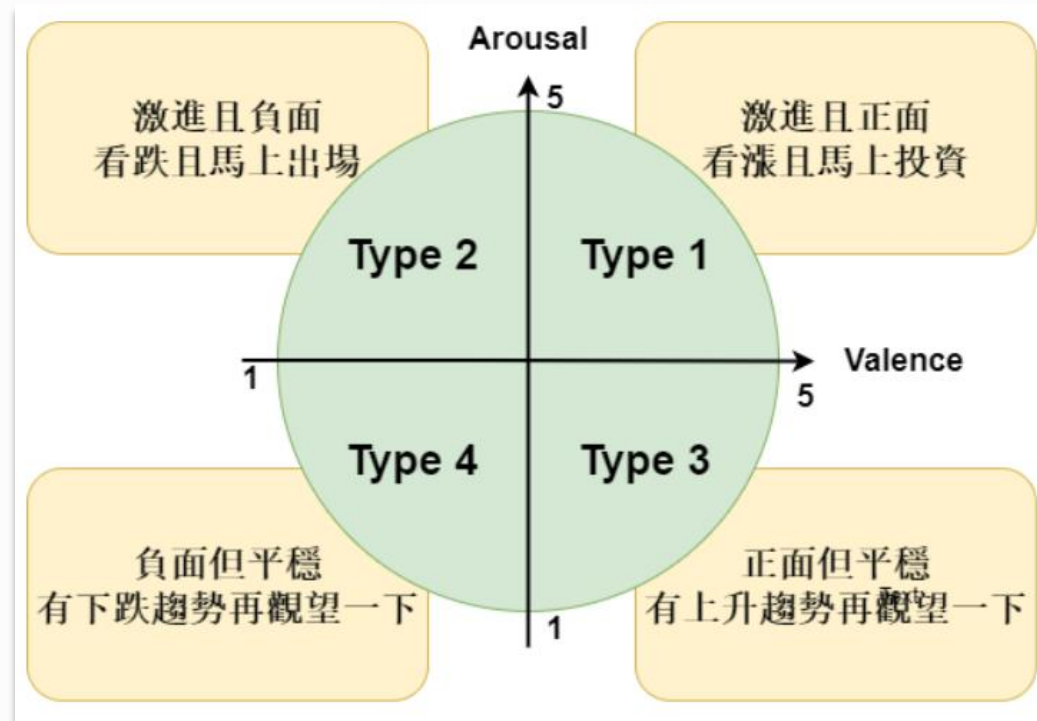 Arousal
5
激進且負面
看跌且馬上出場
激進且正面
看漲且馬上投資
Type 2
Type 1
1
Valence
5
Type 4
Type 3
負面但平穩
有下跌趨勢再觀望一下
正面但平穩
有上升趨勢再觀望一下
Text
1